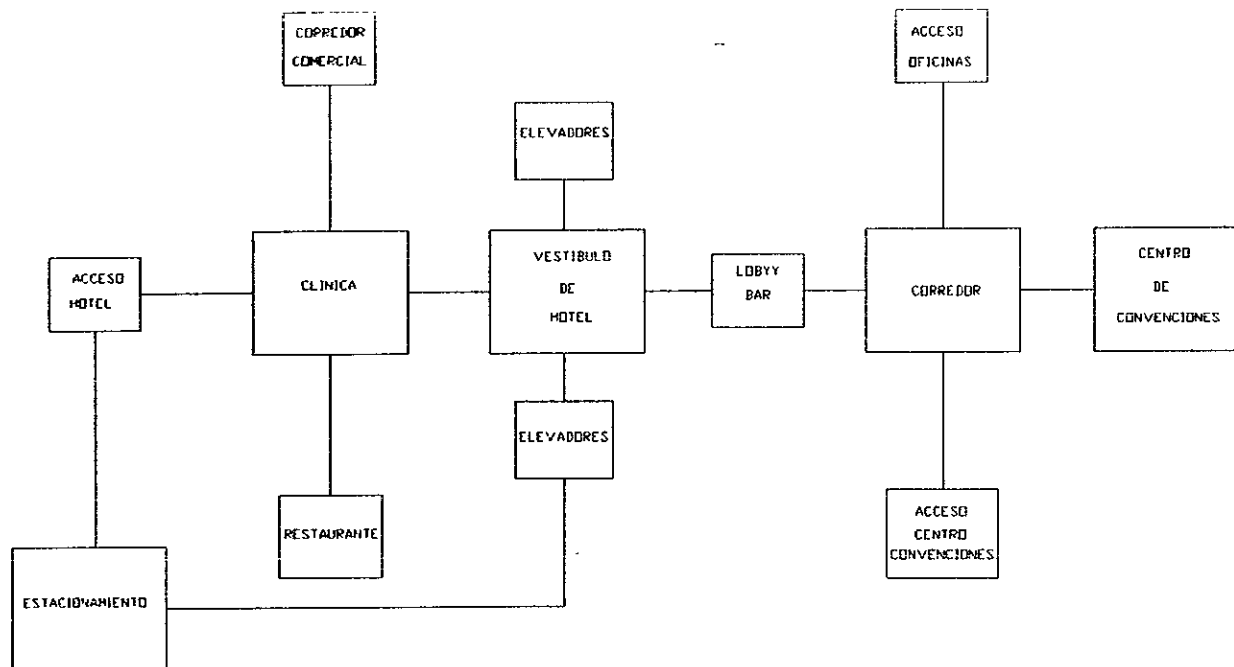 CORREDOR
COMERCIAL
ACCESO
OFICINAS
ELEVADORES
ACCESO
HOTEL
CLINICA
VESTIBULO
DE
HOTEL
LOBYY
BAR
CORREDOR
CENTRO
DE
CONVENCIONES
ELEVADORES
RESTAURANTE
ACCESO
CENTRO
CONVENCIONES
ESTACIONAMIENTO